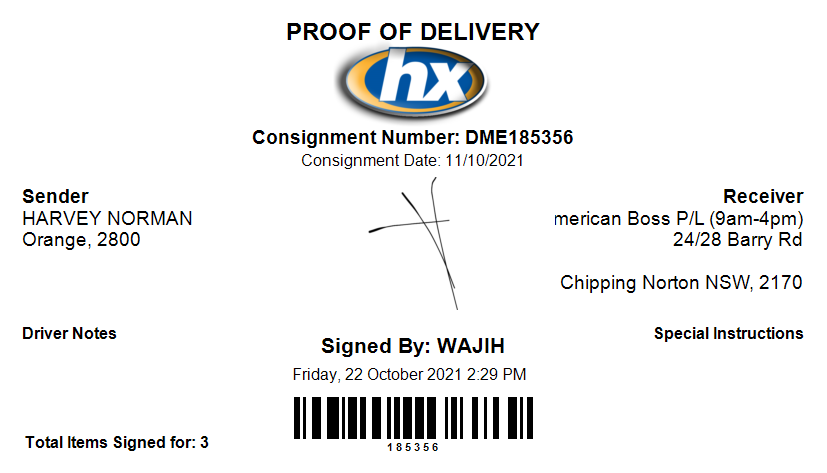 PROOF OF DELIVERY
hx
Consignment Number: DME185356
Consignment Date: 11/10/2021
Sender
HARVEY NORMAN
Orange, 2800
Receiver
merican Boss P/L (9am-4pm)
24/28 Barry Rd
Chipping Norton NSW, 2170
Driver Notes
Special Instructions
Signed By: WAJIH
Friday, 22 October 2021 2:29 PM
185356
Total Items Signed for: 3